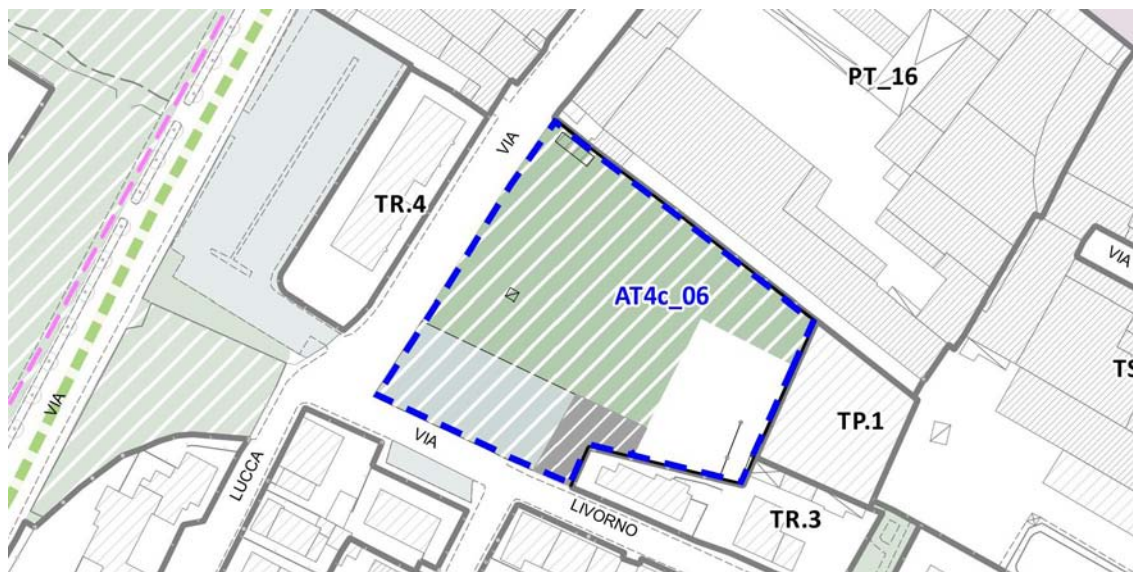 PT_16
VIA
TR.4
VIA
AT4c_06
TS
VIA
TP.1
VIA
LUCCA
LIVORNO
TR.3